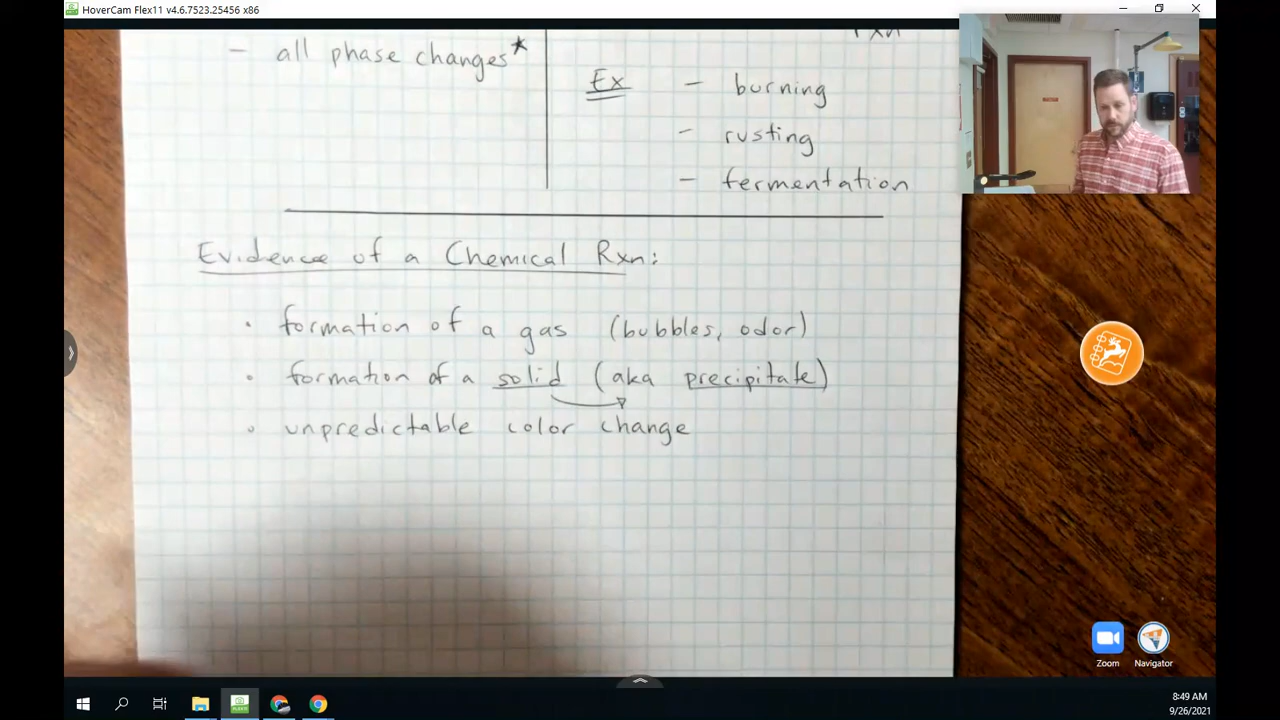 HoverCam Flex11 v4.6.7523.25456 x86
- all phase changes*
rxn
Ex - burning
- rusting
- fermentation
Evidence of a Chemical Rxn:
• formation of a gas (bubbles, odor)
• formation of a solid (aka precipitate)
• unpredictable color change
Zoom
Navigator
8:49 AM
9/26/2021